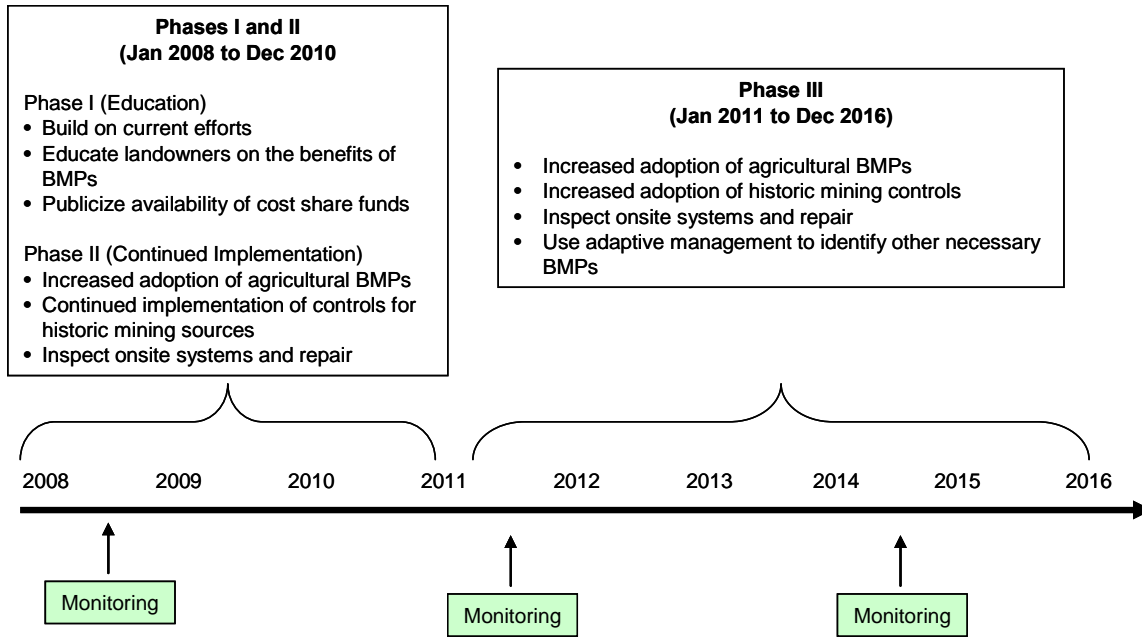 Phases I and II
(Jan 2008 to Dec 2010
Phase I (Education)
• Build on current efforts
• Educate landowners on the benefits of
BMPs
• Publicize availability of cost share funds
Phase II (Continued Implementation)
• Increased adoption of agricultural BMPs
• Continued implementation of controls for
historic mining sources
• Inspect onsite systems and repair
Phase III
(Jan 2011 to Dec 2016)
• Increased adoption of agricultural BMPs
• Increased adoption of historic mining controls
• Inspect onsite systems and repair
• Use adaptive management to identify other necessary
BMPs
2008 2009 2010 2011 2012 2013 2014 2015 2016
Monitoring Monitoring Monitoring